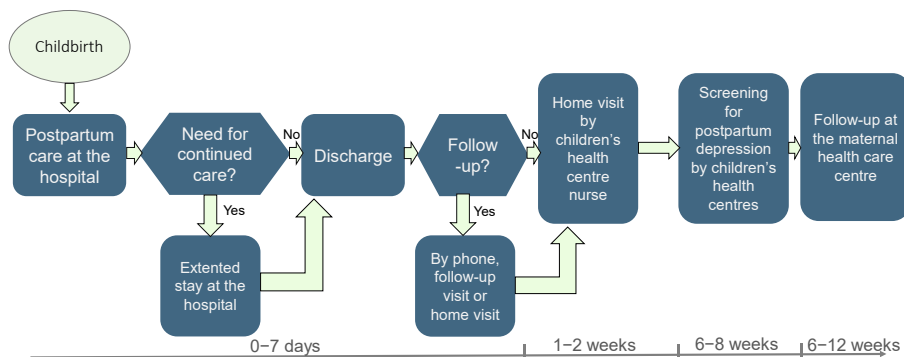 Childbirth
Postpartum
care at the
hospital
Need for
continued
care?
No
Discharge
Follow
-up?
No
Home visit
by
children's
health
centre
nurse
Screening
for
postpartum
depression
by children's
health
centres
Follow-up at
the maternal
health care
centre
Yes
Extented
stay at the
hospital
Yes
By phone,
follow-up
visit or
home visit
0−7 days
1−2 weeks
6−8 weeks
6−12 weeks